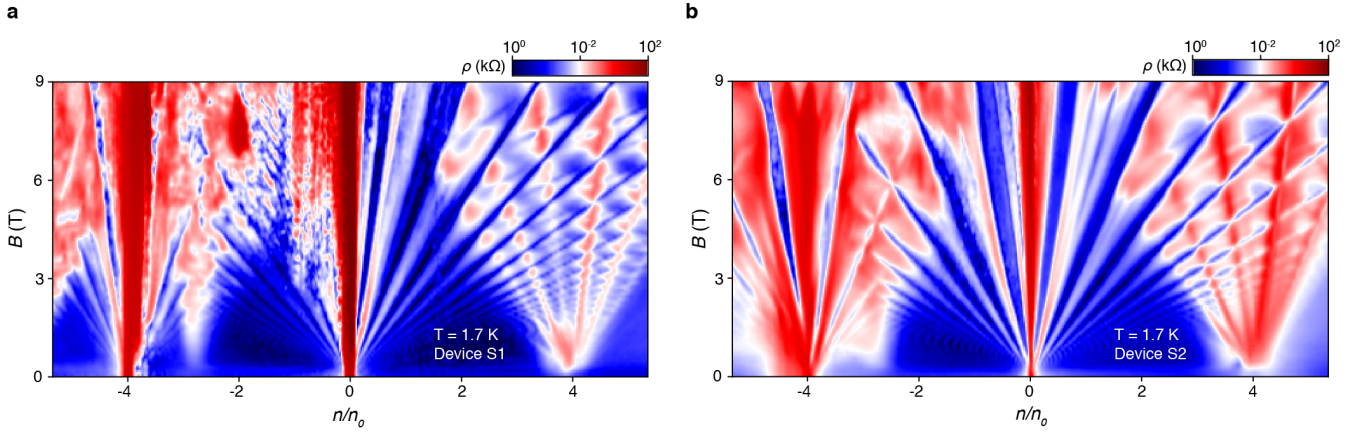 a
10⁰ 10⁻² 10²
ρ (kΩ)
9
6
3
0
B (T)
T = 1.7 K
Device S1
-4 -2 0 2 4
n/n₀
b
10⁰ 10⁻² 10²
ρ (kΩ)
9
6
3
0
B (T)
T = 1.7 K
Device S2
-4 -2 0 2 4
n/n₀